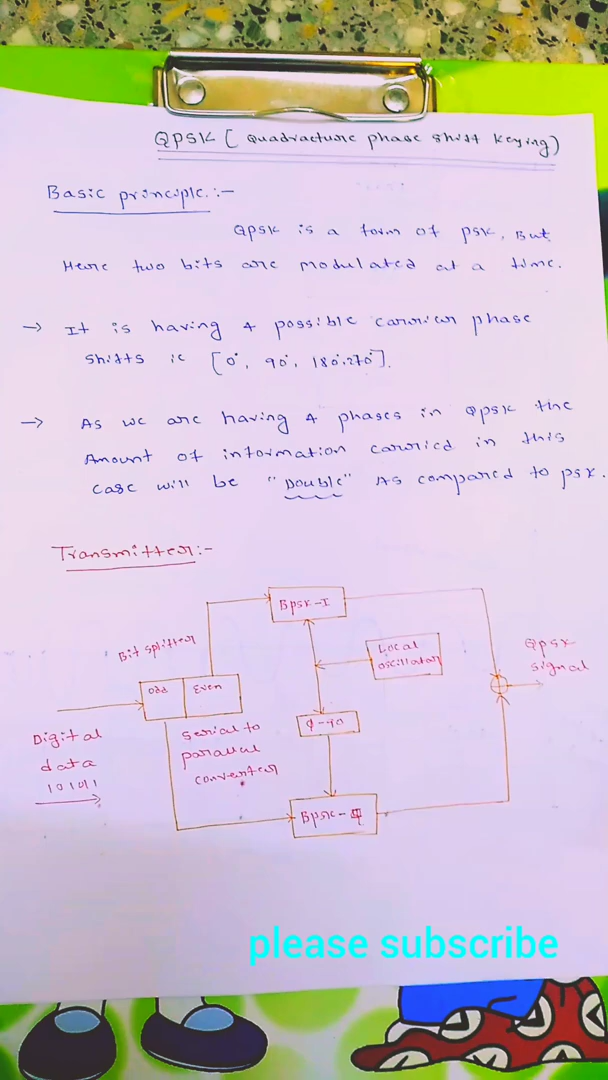 QPSK [ Quadracture phase shift keying)
Basic principle:-
QPSK is a form of PSK, But
Here two bits are modulated at a time.
→ It is having 4 possible carrier phase
shifts ie [0°, 90°, 180°, 270°].
→ As we are having 4 phases in QPSK the
Amount of information carried in this
case will be "Double" As compared to PSK.
Transmitter:-
BPSK-I
Bit splitter
Local
oscillator
QPSK
signal
odd
Even
Digital
data
101011
serial to
parallel
converter
φ-90
BPSK-Q
please subscribe